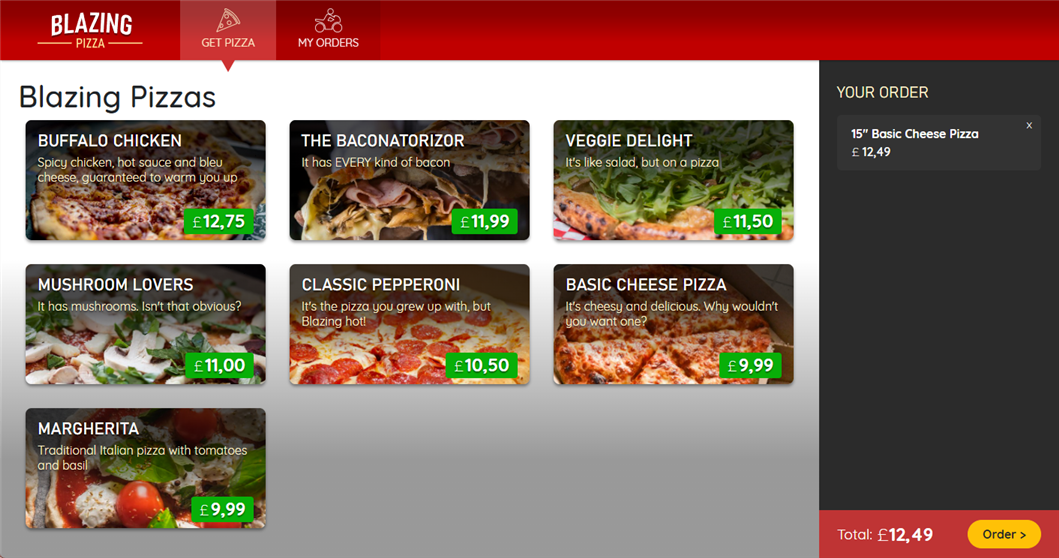 BLAZING
PIZZA
GET PIZZA
MY ORDERS
Blazing Pizzas
BUFFALO CHICKEN
Spicy chicken, hot sauce and bleu
cheese, guaranteed to warm you up
£12,75
THE BACONATORIZOR
It has EVERY kind of bacon
£11,99
VEGGIE DELIGHT
It's like salad, but on a pizza
£11,50
MUSHROOM LOVERS
It has mushrooms. Isn't that obvious?
£11,00
CLASSIC PEPPERONI
It's the pizza you grew up with, but
Blazing hot!
£10,50
BASIC CHEESE PIZZA
It's cheesy and delicious. Why wouldn't
you want one?
£9,99
MARGHERITA
Traditional Italian pizza with tomatoes
and basil
£9,99
YOUR ORDER
x
15" Basic Cheese Pizza
£ 12,49
Total: £12,49
Order >